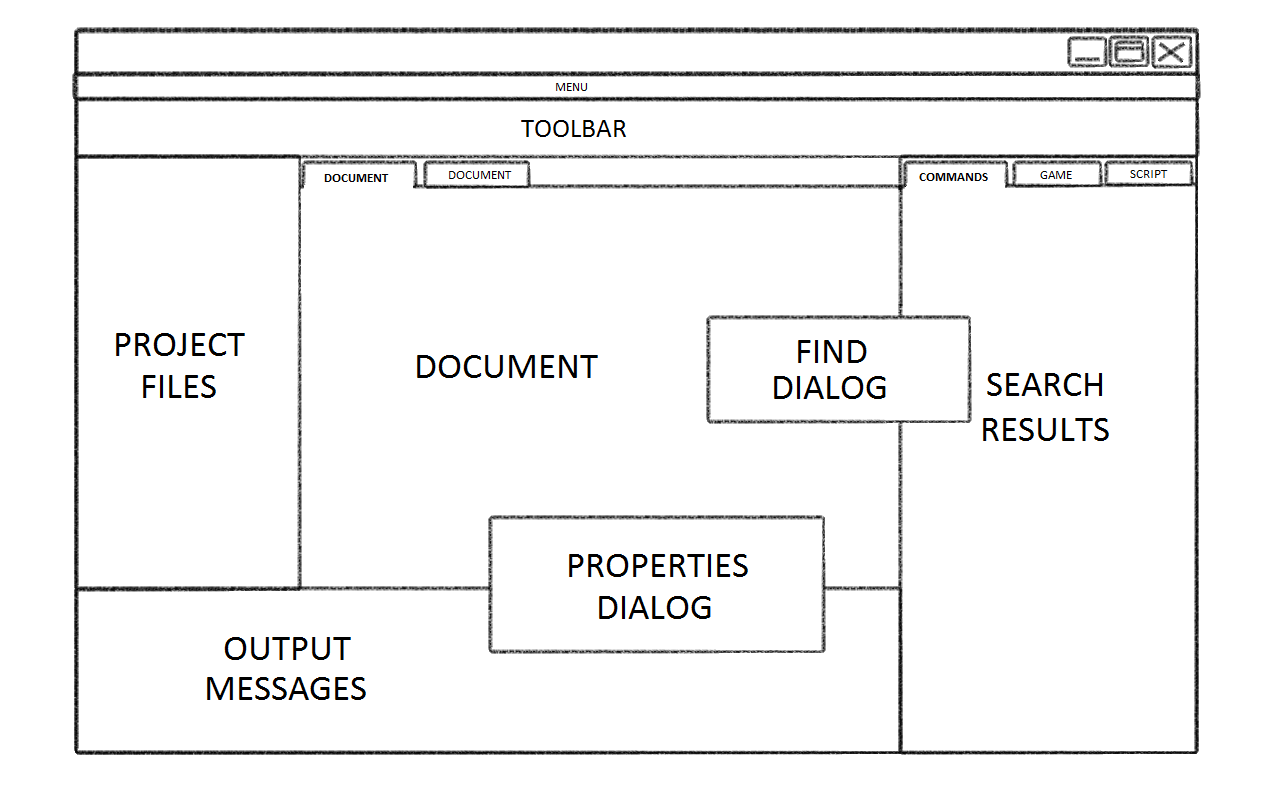 MENU
TOOLBAR
DOCUMENT
DOCUMENT
COMMANDS
GAME
SCRIPT
PROJECT
FILES
DOCUMENT
FIND
DIALOG
SEARCH
RESULTS
PROPERTIES
DIALOG
OUTPUT
MESSAGES